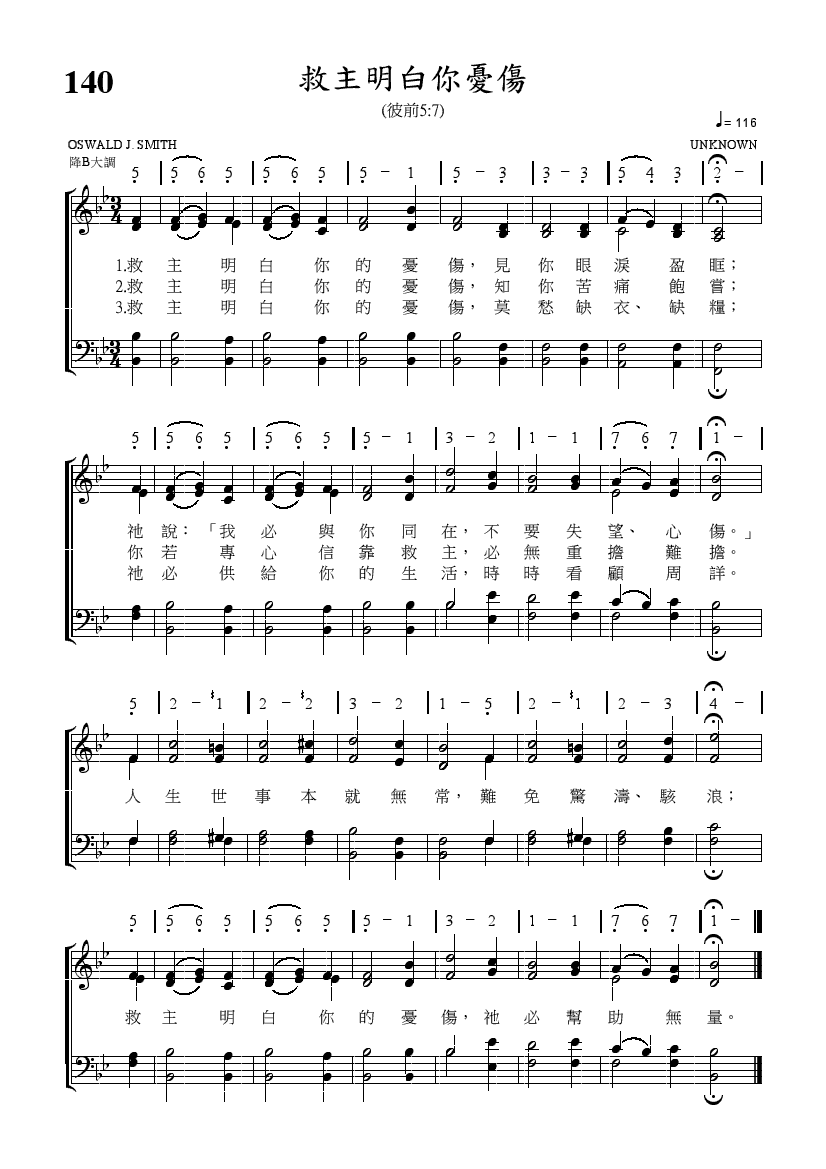 140
救主明白你憂傷
(彼前5:7)
♩= 116
OSWALD J. SMITH
UNKNOWN
降B大調
5 | 5 6 5 | 5 6 5 | 5 – 1 | 5 – 3 | 3 – 3 | 5 4 3 | 2 – |
1.救主明白你的憂傷，見你眼淚盈眶；
2.救主明白你的憂傷，知你苦痛飽嘗；
3.救主明白你的憂傷，莫愁缺衣、缺糧；
5 | 5 6 5 | 5 6 5 | 5 – 1 | 3 – 2 | 1 – 1 | 7 6 7 | 1 – |
祂說：「我必與你同在，不要失望、心傷。」
你若專心信靠救主，必無重擔難擔。
祂必供給你的生活，時時看顧周詳。
5 | 2 – ♯1 | 2 – ♯2 | 3 – 2 | 1 – 5 | 2 – ♯1 | 2 – 3 | 4 – |
人生世事本就無常，難免驚濤、駭浪；
5 | 5 6 5 | 5 6 5 | 5 – 1 | 3 – 2 | 1 – 1 | 7 6 7 | 1 – |
救主明白你的憂傷，祂必幫助無量。